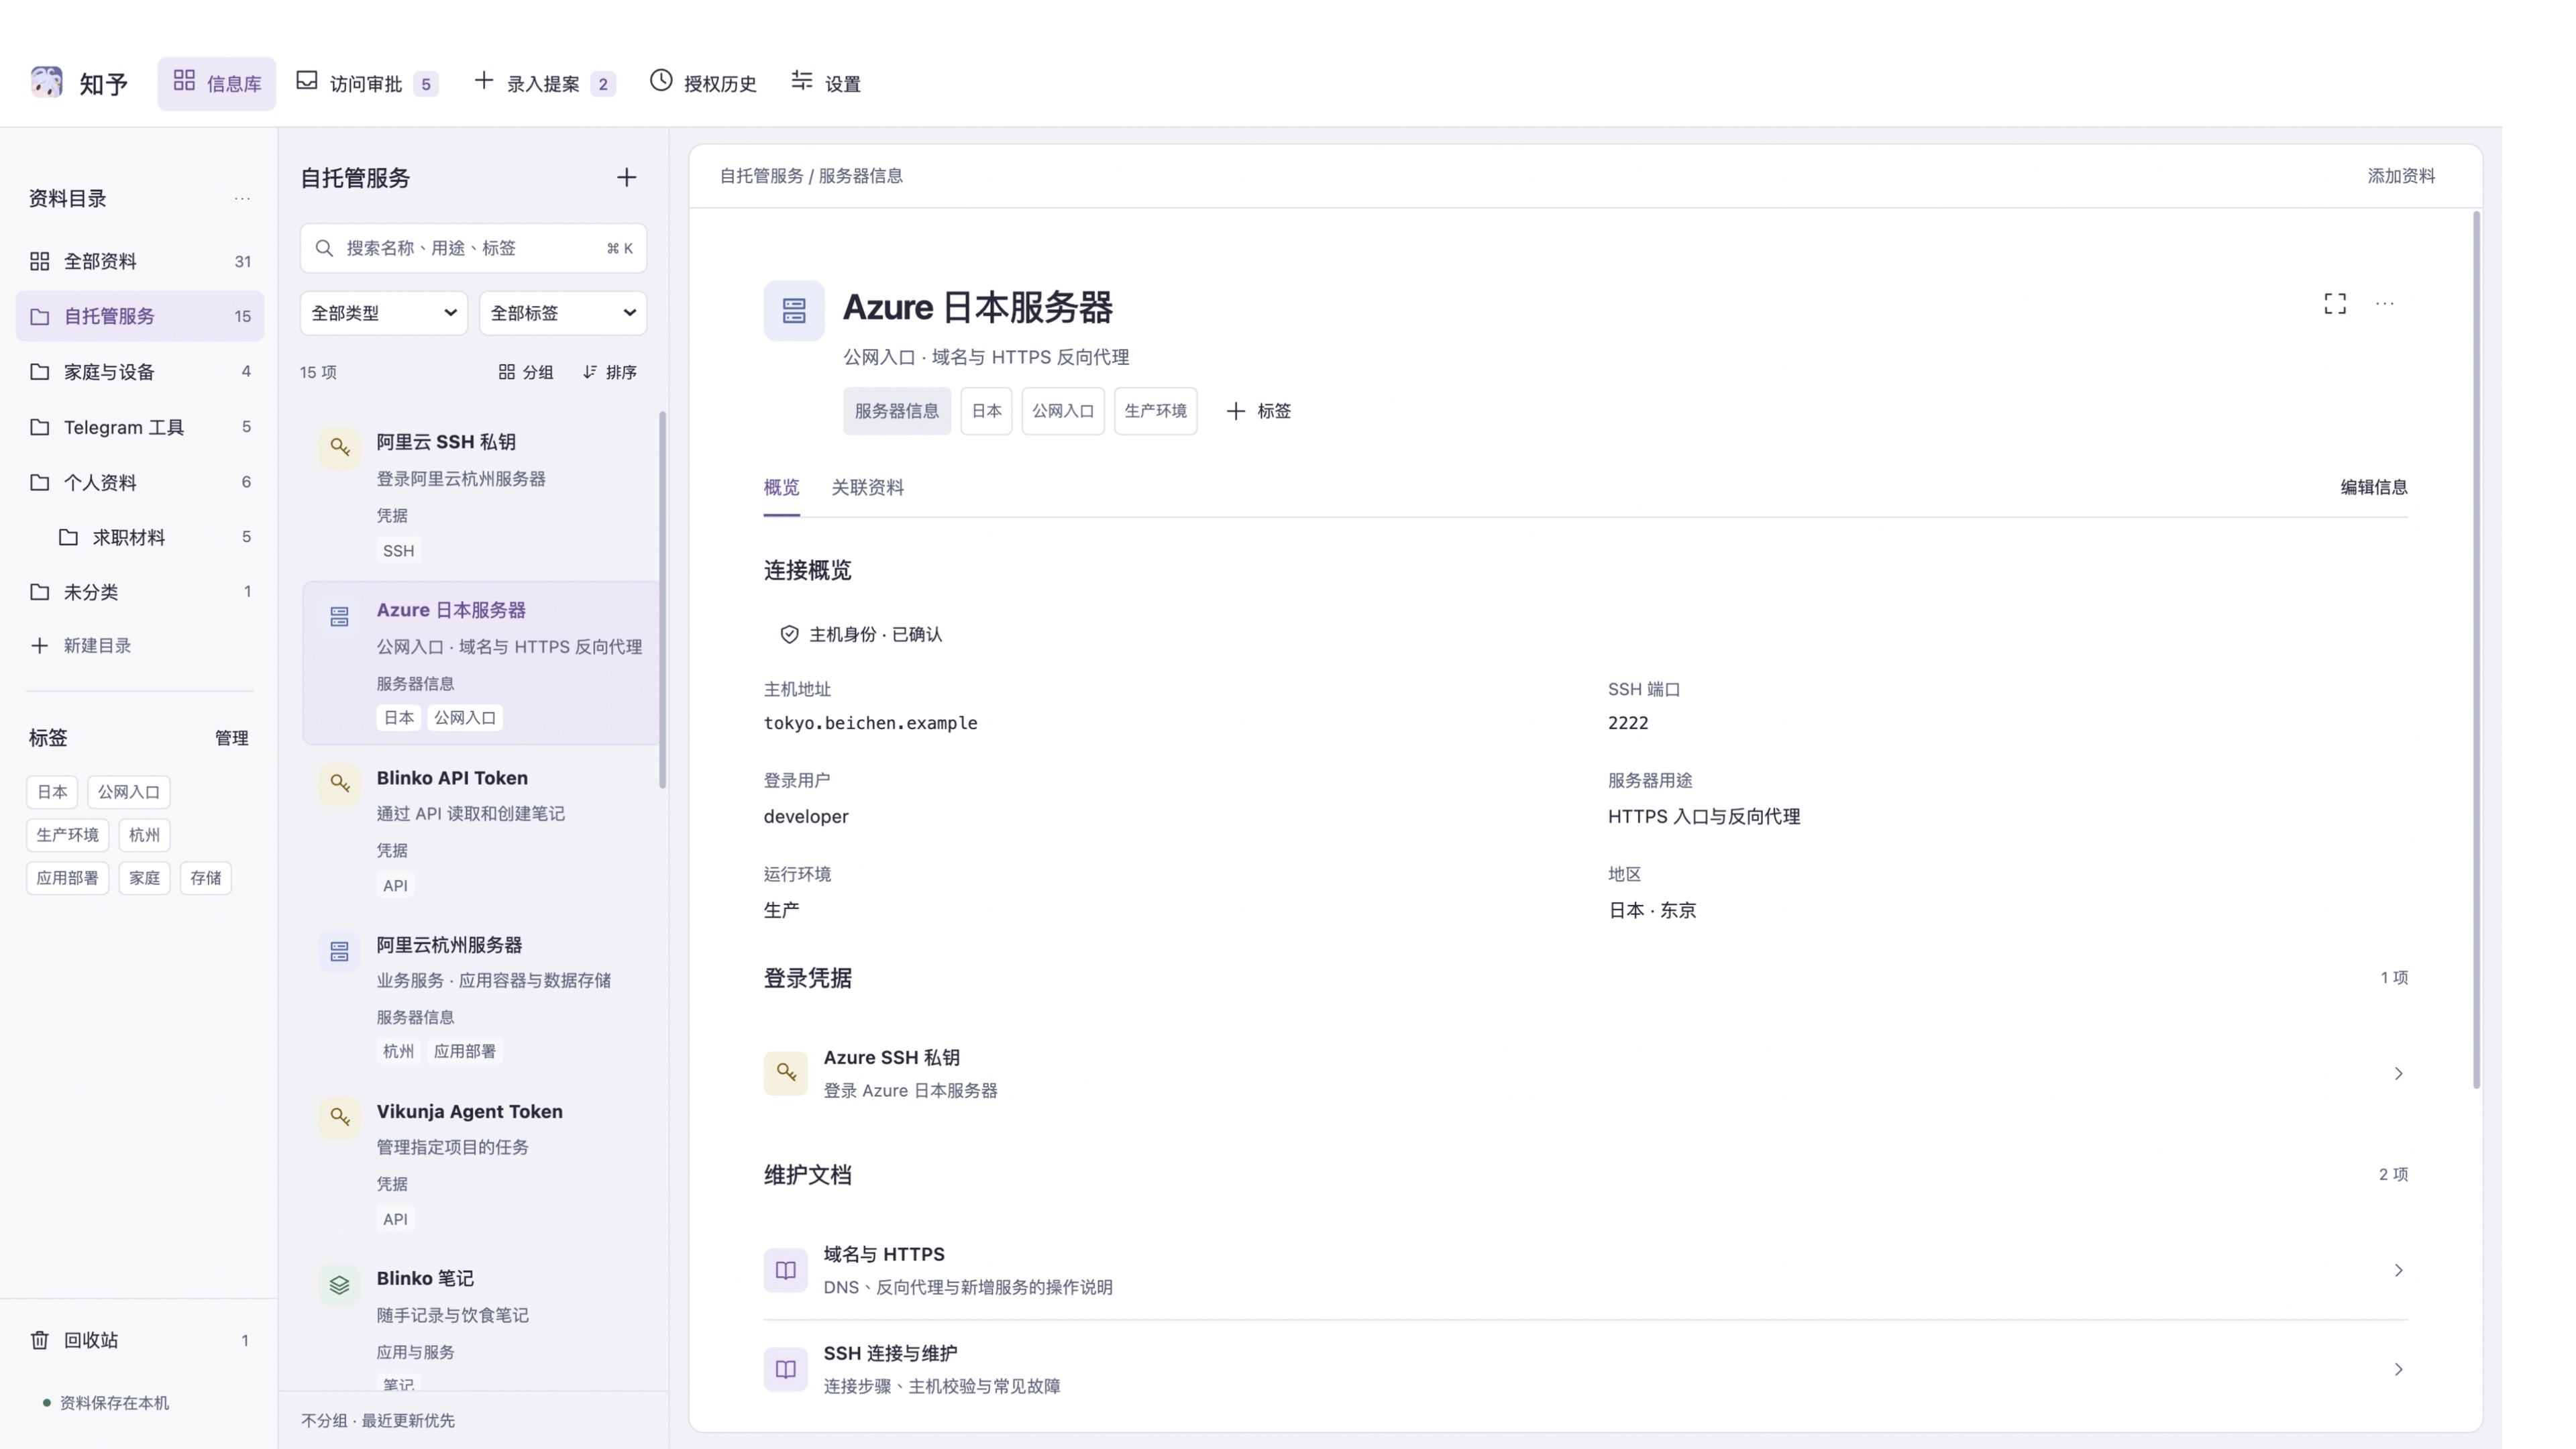 知予
信息库
访问审批 5
录入提案 2
授权历史
设置
资料目录 ···
全部资料 31
自托管服务 15
家庭与设备 4
Telegram 工具 5
个人资料 6
求职材料 5
未分类 1
新建目录
标签 管理
日本 公网入口
生产环境 杭州
应用部署 家庭 存储
回收站 1
资料保存在本机
自托管服务
搜索名称、用途、标签 ⌘ K
全部类型 全部标签
15 项 分组 排序
阿里云 SSH 私钥
登录阿里云杭州服务器
凭据
SSH
Azure 日本服务器
公网入口 · 域名与 HTTPS 反向代理
服务器信息
日本 公网入口
Blinko API Token
通过 API 读取和创建笔记
凭据
API
阿里云杭州服务器
业务服务 · 应用容器与数据存储
服务器信息
杭州 应用部署
Vikunja Agent Token
管理指定项目的任务
凭据
API
Blinko 笔记
随手记录与饮食笔记
应用与服务
笔记
不分组 · 最近更新优先
自托管服务 / 服务器信息 添加资料
Azure 日本服务器 ···
公网入口 · 域名与 HTTPS 反向代理
服务器信息 日本 公网入口 生产环境 标签
概览 关联资料 编辑信息
连接概览
主机身份 · 已确认
主机地址 SSH 端口
tokyo.beichen.example 2222
登录用户 服务器用途
developer HTTPS 入口与反向代理
运行环境 地区
生产 日本 · 东京
登录凭据 1 项
Azure SSH 私钥
登录 Azure 日本服务器
维护文档 2 项
域名与 HTTPS
DNS、反向代理与新增服务的操作说明
SSH 连接与维护
连接步骤、主机校验与常见故障